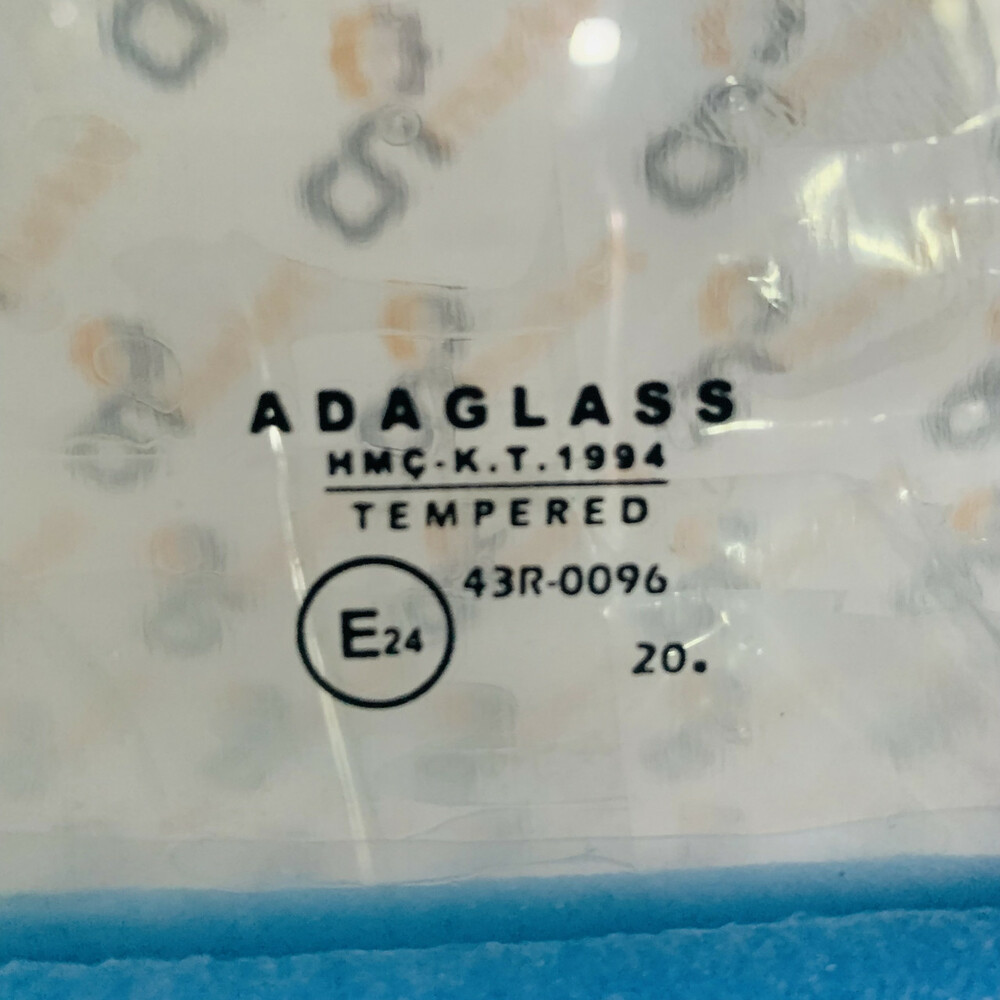 ADAGLASS
HMÇ-K.T.1994
TEMPERED
43R-0096
E24
20.